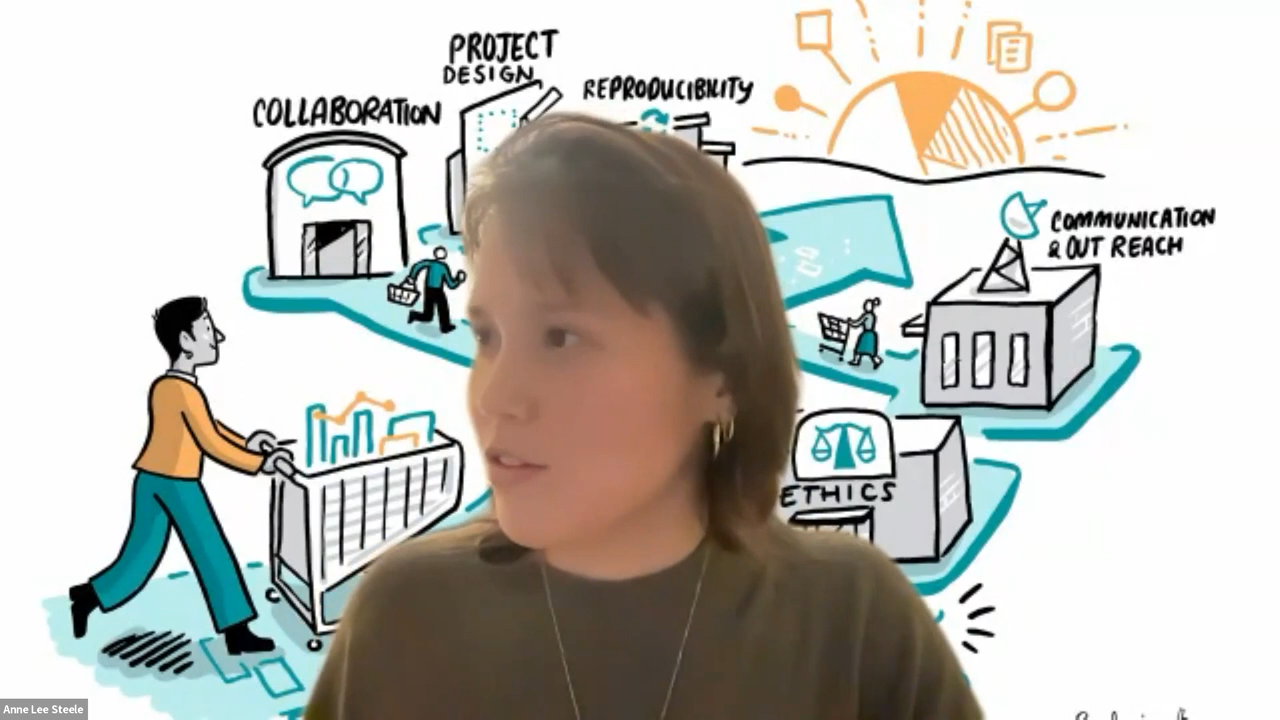 PROJECT
DESIGN
REPRODUCIBILITY
COLLABORATION
COMMUNICATION
& OUT REACH
ETHICS
Anne Lee Steele